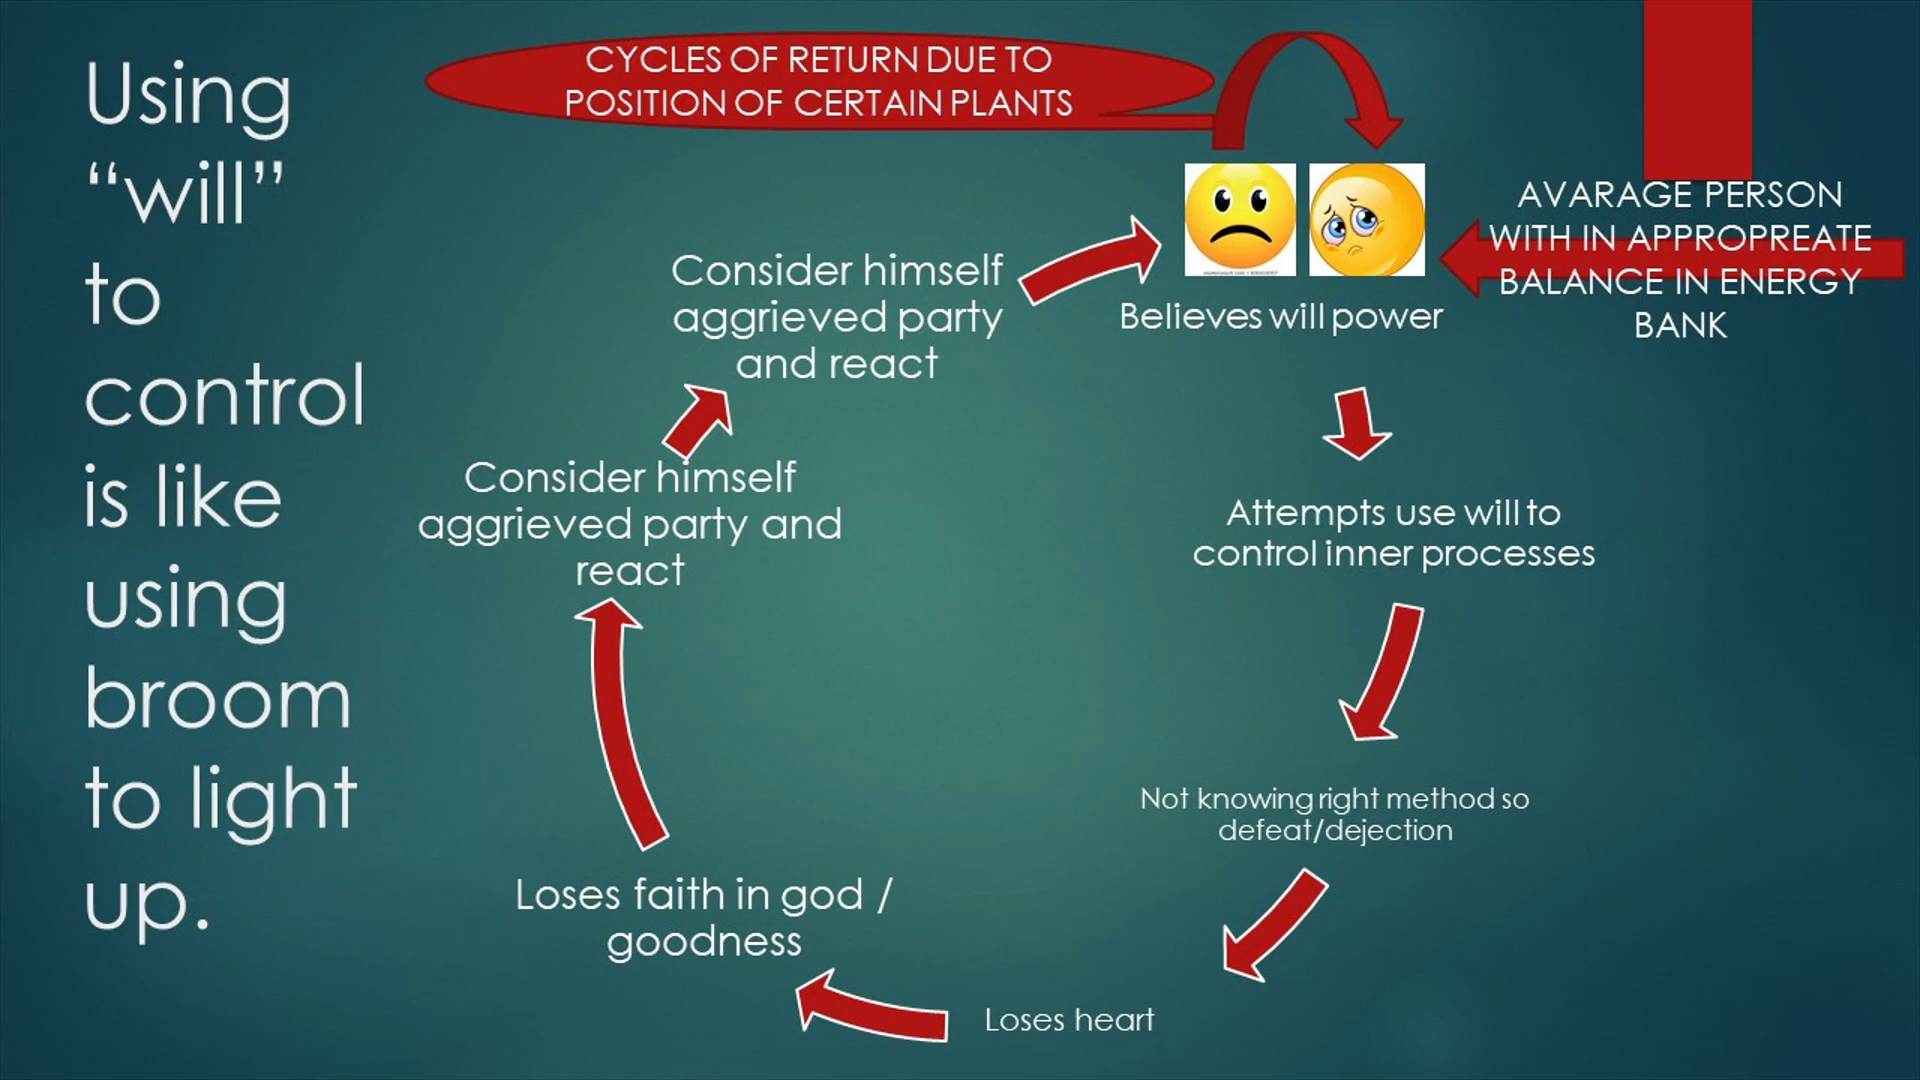 Using
“will”
to
control
is like
using
broom
to light
up.
CYCLES OF RETURN DUE TO
POSITION OF CERTAIN PLANTS
AVARAGE PERSON
WITH IN APPROPREATE
BALANCE IN ENERGY
BANK
Believes will power
Attempts use will to
control inner processes
Not knowing right method so
defeat/dejection
Loses heart
Loses faith in god /
goodness
Consider himself
aggrieved party and
react
Consider himself
aggrieved party
and react